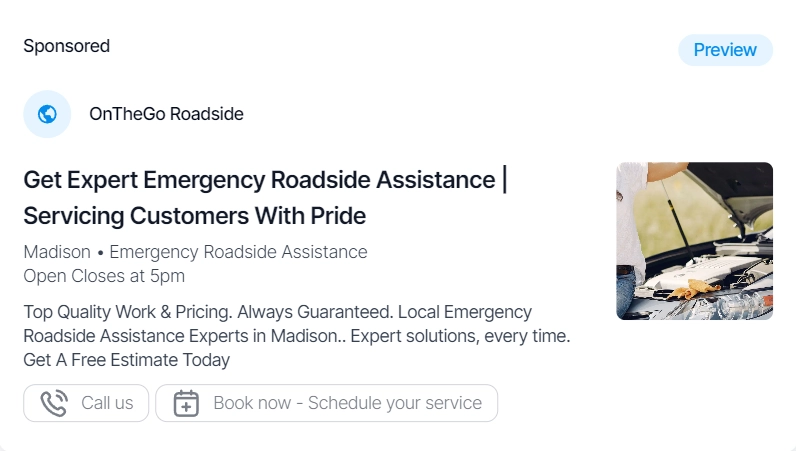 Sponsored
Preview
OnTheGo Roadside
Get Expert Emergency Roadside Assistance |
Servicing Customers With Pride
Madison • Emergency Roadside Assistance
Open Closes at 5pm
Top Quality Work & Pricing. Always Guaranteed. Local Emergency
Roadside Assistance Experts in Madison.. Expert solutions, every time.
Get A Free Estimate Today
Call us
Book now - Schedule your service